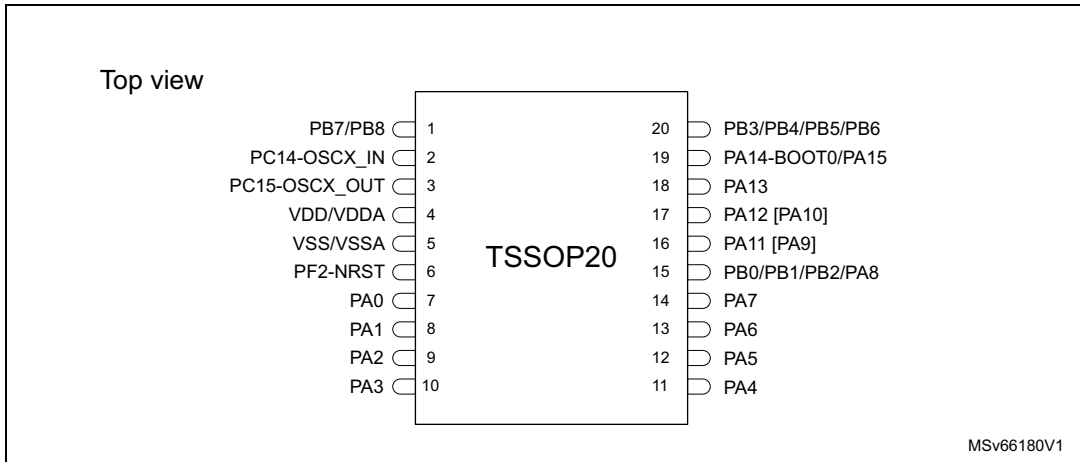 Top view
PB7/PB8 1 20 PB3/PB4/PB5/PB6
PC14-OSCX_IN 2 19 PA14-BOOT0/PA15
PC15-OSCX_OUT 3 18 PA13
VDD/VDDA 4 17 PA12 [PA10]
VSS/VSSA 5 16 PA11 [PA9]
TSSOP20
PF2-NRST 6 15 PB0/PB1/PB2/PA8
PA0 7 14 PA7
PA1 8 13 PA6
PA2 9 12 PA5
PA3 10 11 PA4
MSv66180V1